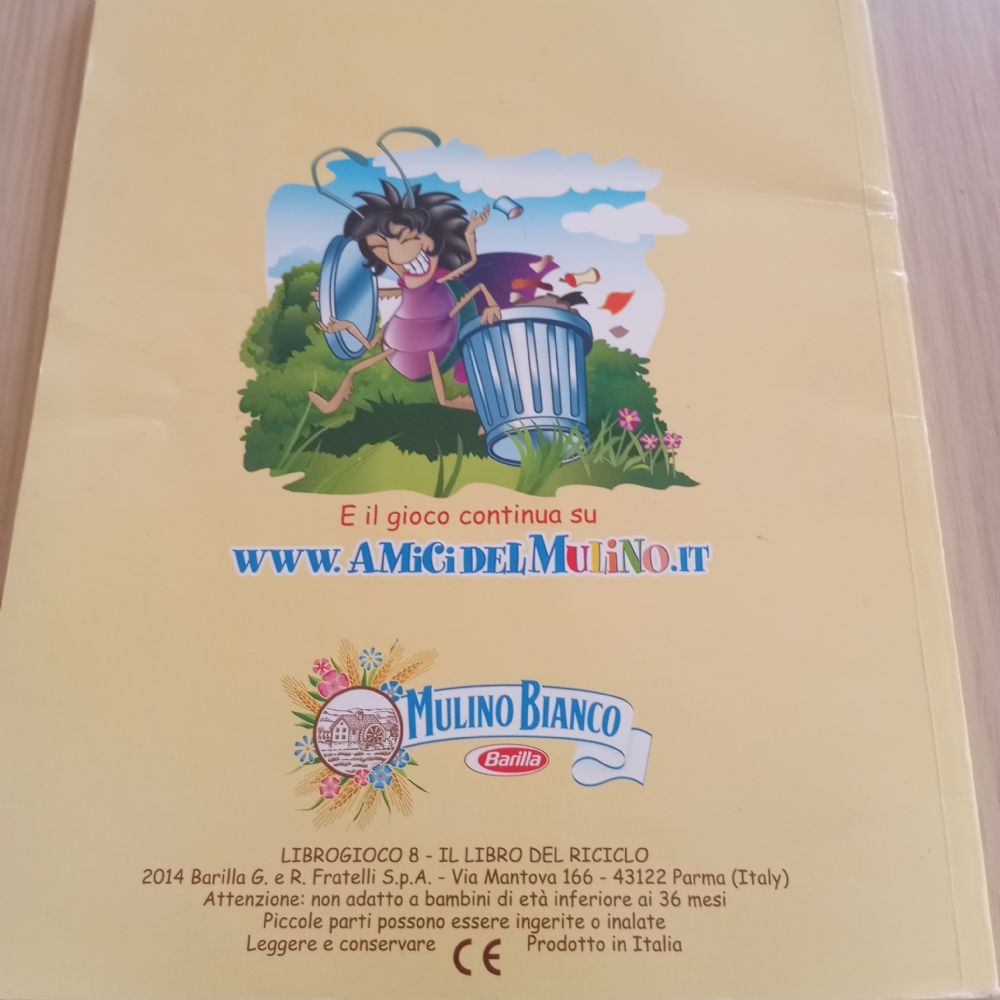 E il gioco continua su
www.AMiCiDELMULiNO.iT
MULINO BIANCO
Barilla
LIBROGIOCO 8 - IL LIBRO DEL RICICLO
2014 Barilla G. e R. Fratelli S.p.A. - Via Mantova 166 - 43122 Parma (Italy)
Attenzione: non adatto a bambini di età inferiore ai 36 mesi
Piccole parti possono essere ingerite o inalate
Leggere e conservare CE Prodotto in Italia